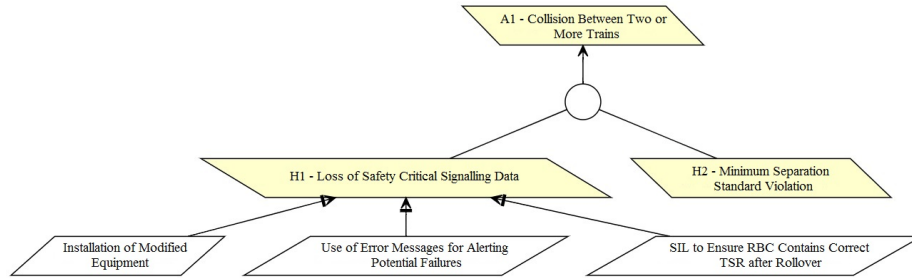 A1 - Collision Between Two or
More Trains
H1 - Loss of Safety Critical Signalling Data
H2 - Minimum Separation
Standard Violation
Installation of Modified
Equipment
Use of Error Messages for Alerting
Potential Failures
SIL to Ensure RBC Contains Correct
TSR after Rollover